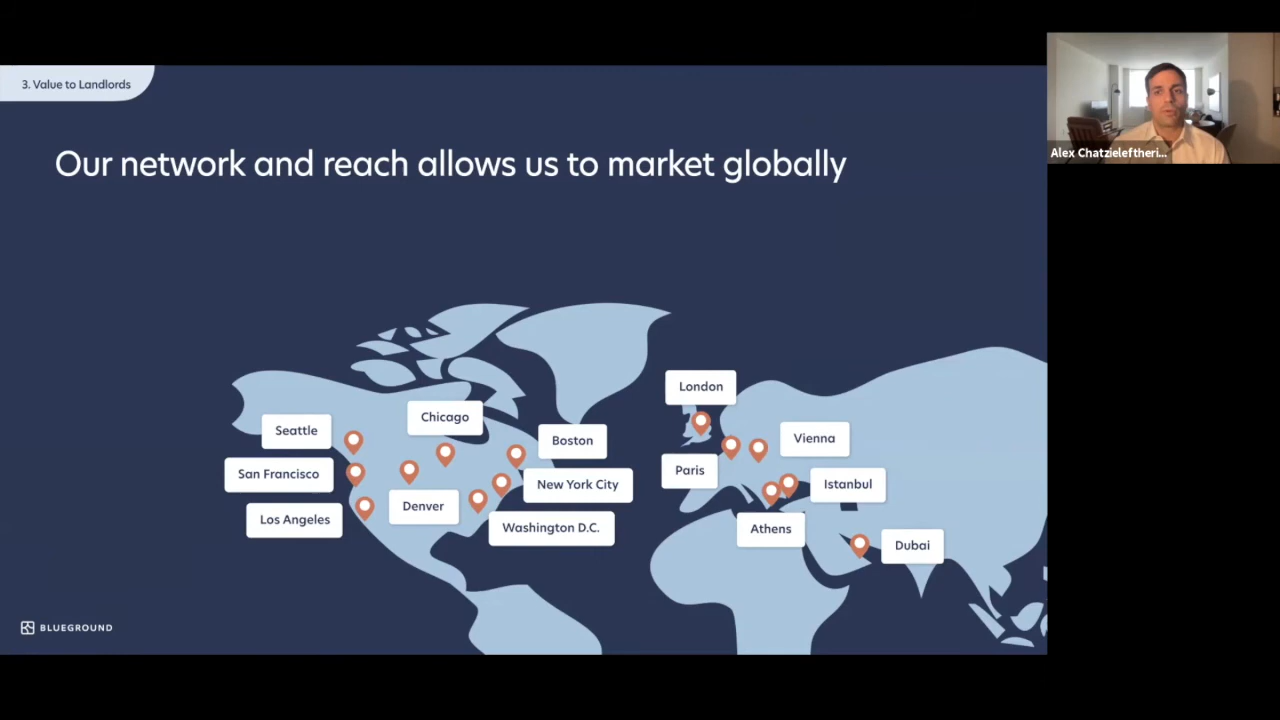 3. Value to Landlords
Our network and reach allows us to market globally
Alex Chatzieleftheri...
London
Chicago
Seattle
Boston
Vienna
San Francisco
Paris
New York City
Istanbul
Los Angeles
Denver
Washington D.C.
Athens
Dubai
BLUEGROUND